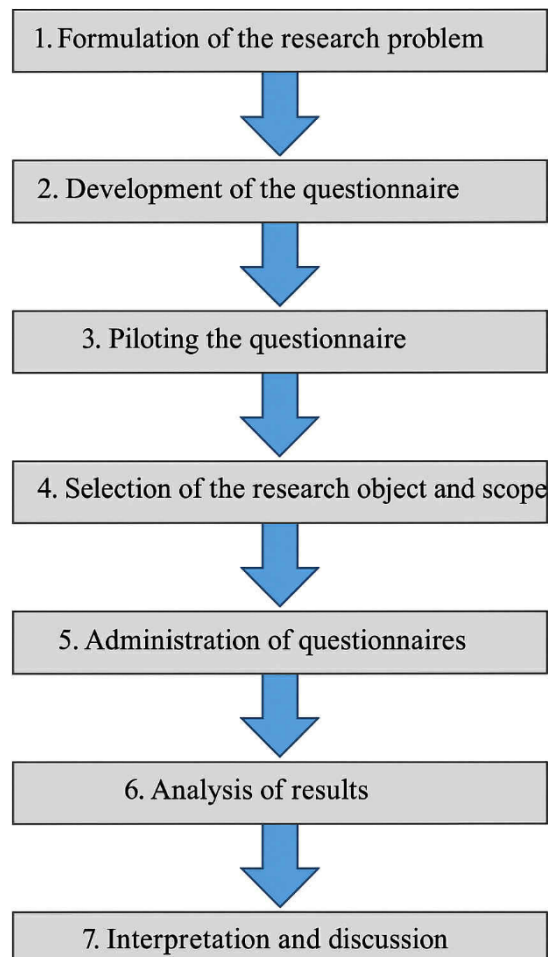 1. Formulation of the research problem
2. Development of the questionnaire
3. Piloting the questionnaire
4. Selection of the research object and scope
5. Administration of questionnaires
6. Analysis of results
7. Interpretation and discussion